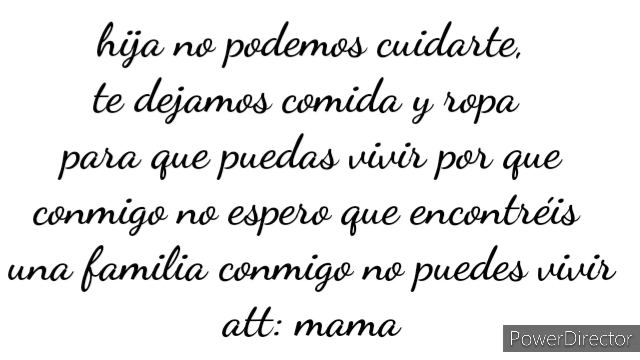 hija no podemos cuidarte,
te dejamos comida y ropa
para que puedas vivir por que
conmigo no espero que encontréis
una familia conmigo no puedes vivir
att: mama
PowerDirector